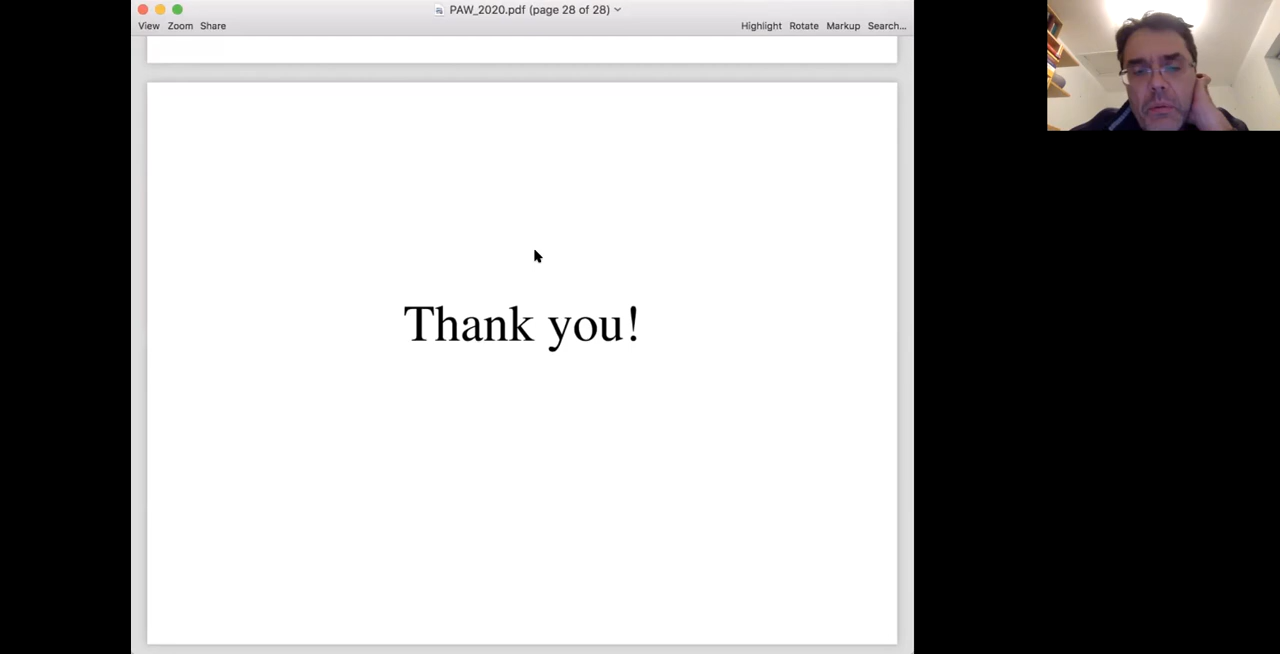 PAW_2020.pdf (page 28 of 28)
View Zoom Share Highlight Rotate Markup Search...
Thank you!